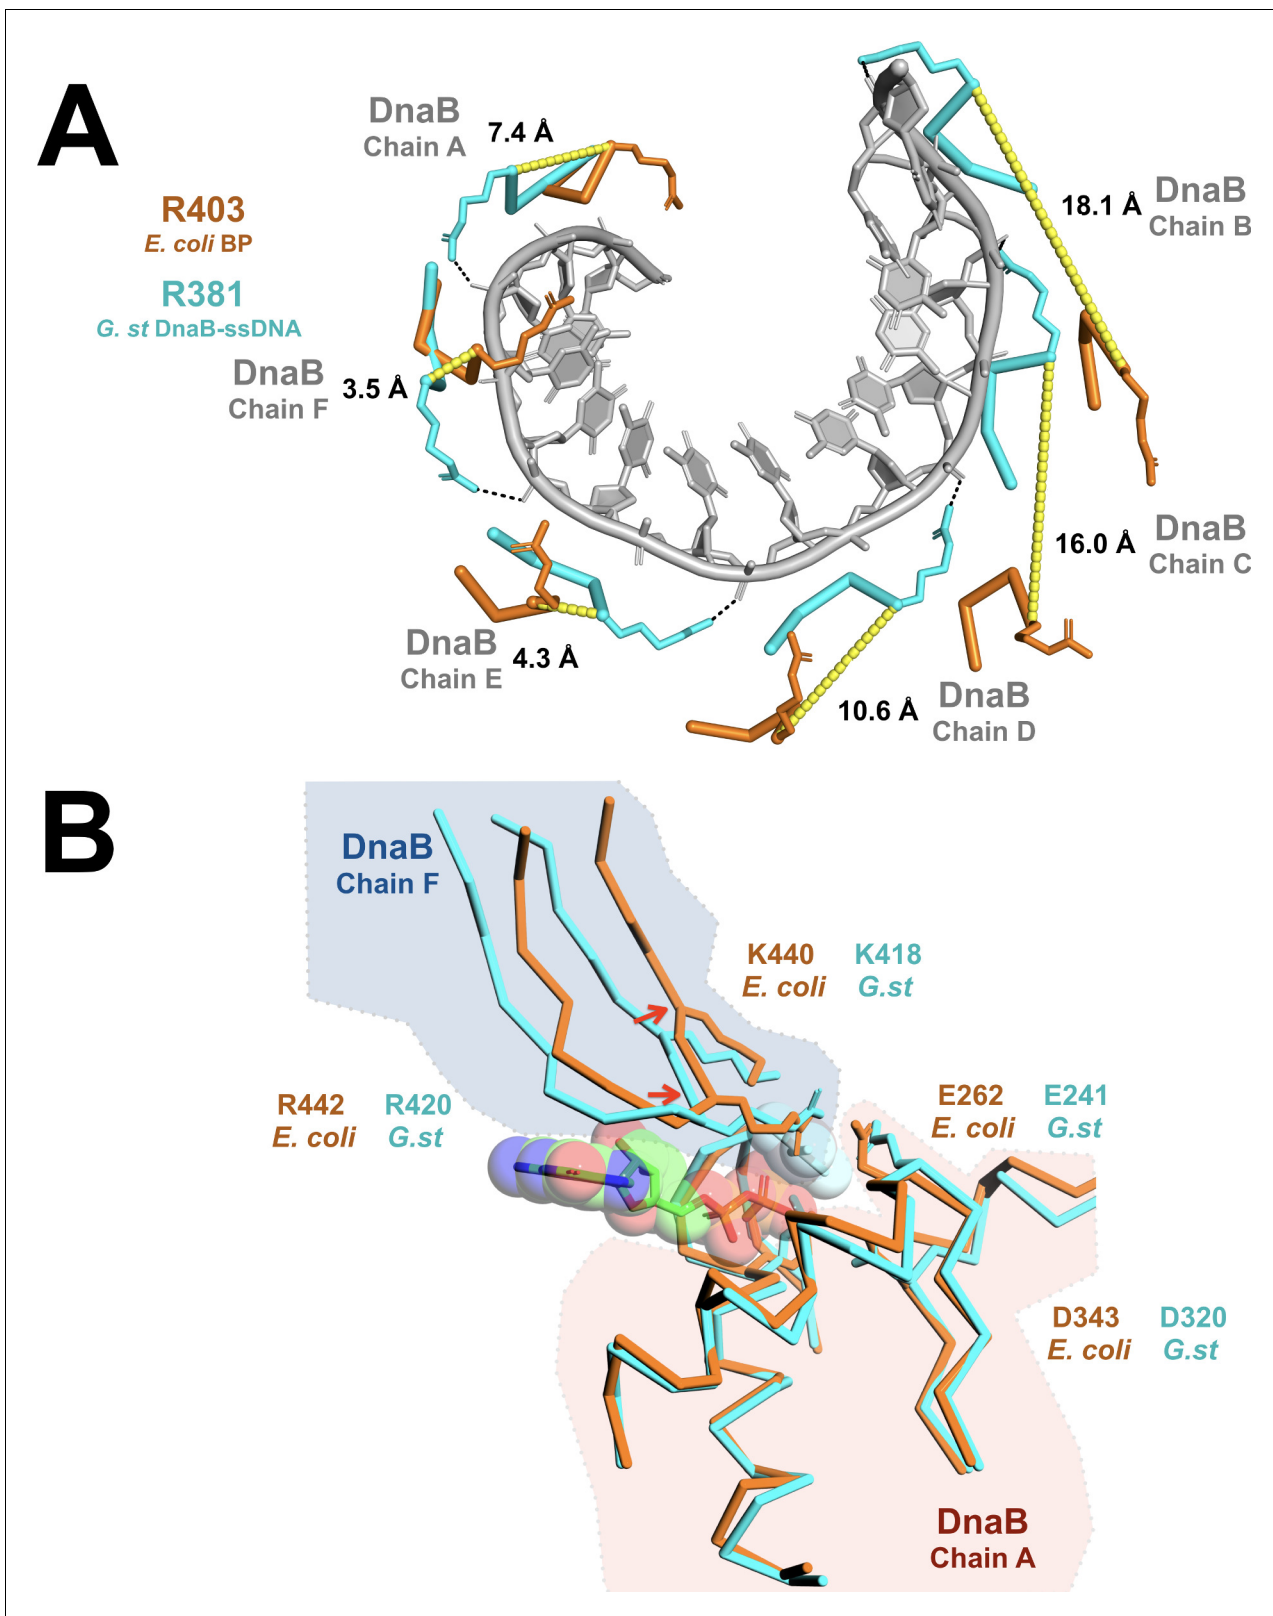 A
DnaB
Chain A
7.4 Å
R403
E. coli BP
R381
G. st DnaB-ssDNA
DnaB
Chain F
3.5 Å
18.1 Å
DnaB
Chain B
16.0 Å
DnaB
Chain C
DnaB
Chain E
4.3 Å
10.6 Å
DnaB
Chain D
B
DnaB
Chain F
K440 K418
E. coli G.st
R442 R420
E. coli G.st
E262 E241
E. coli G.st
D343 D320
E. coli G.st
DnaB
Chain A